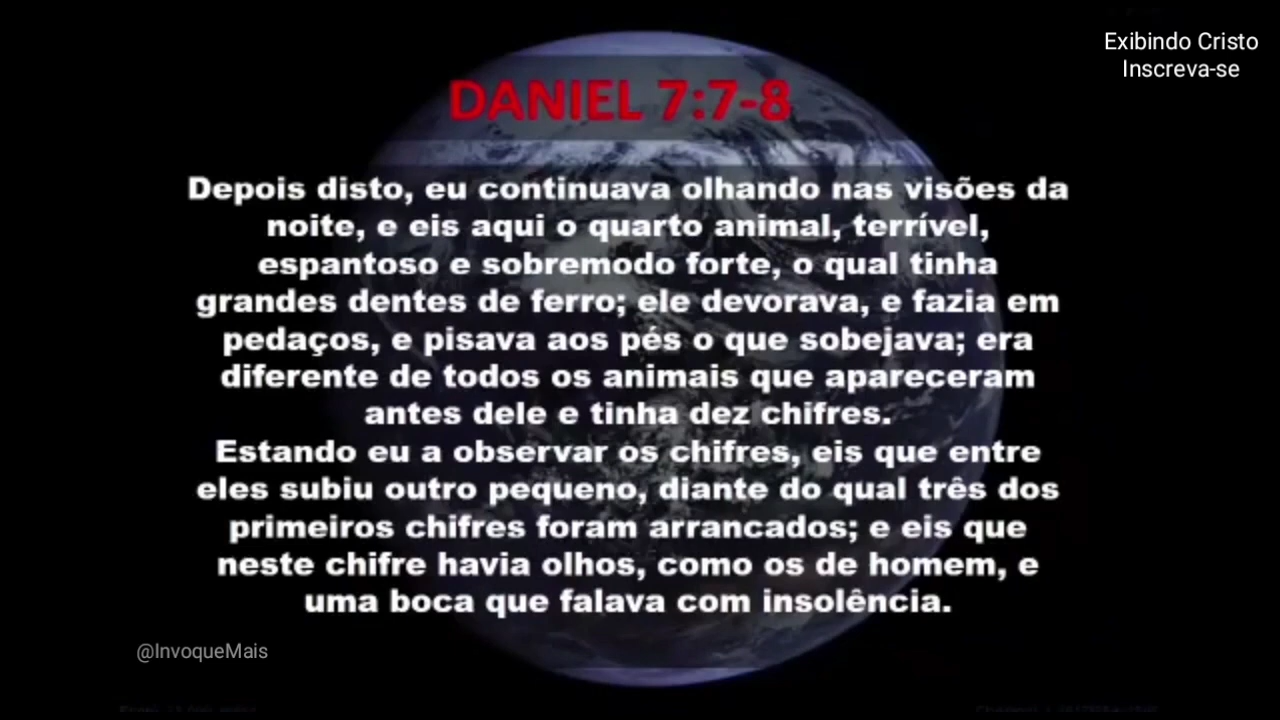 Exibindo Cristo
Inscreva-se
DANIEL 7:7-8
Depois disto, eu continuava olhando nas visões da
noite, e eis aqui o quarto animal, terrível,
espantoso e sobremodo forte, o qual tinha
grandes dentes de ferro; ele devorava, e fazia em
pedaços, e pisava aos pés o que sobejava; era
diferente de todos os animais que apareceram
antes dele e tinha dez chifres.
Estando eu a observar os chifres, eis que entre
eles subiu outro pequeno, diante do qual três dos
primeiros chifres foram arrancados; e eis que
neste chifre havia olhos, como os de homem, e
uma boca que falava com insolência.
@InvoqueMais